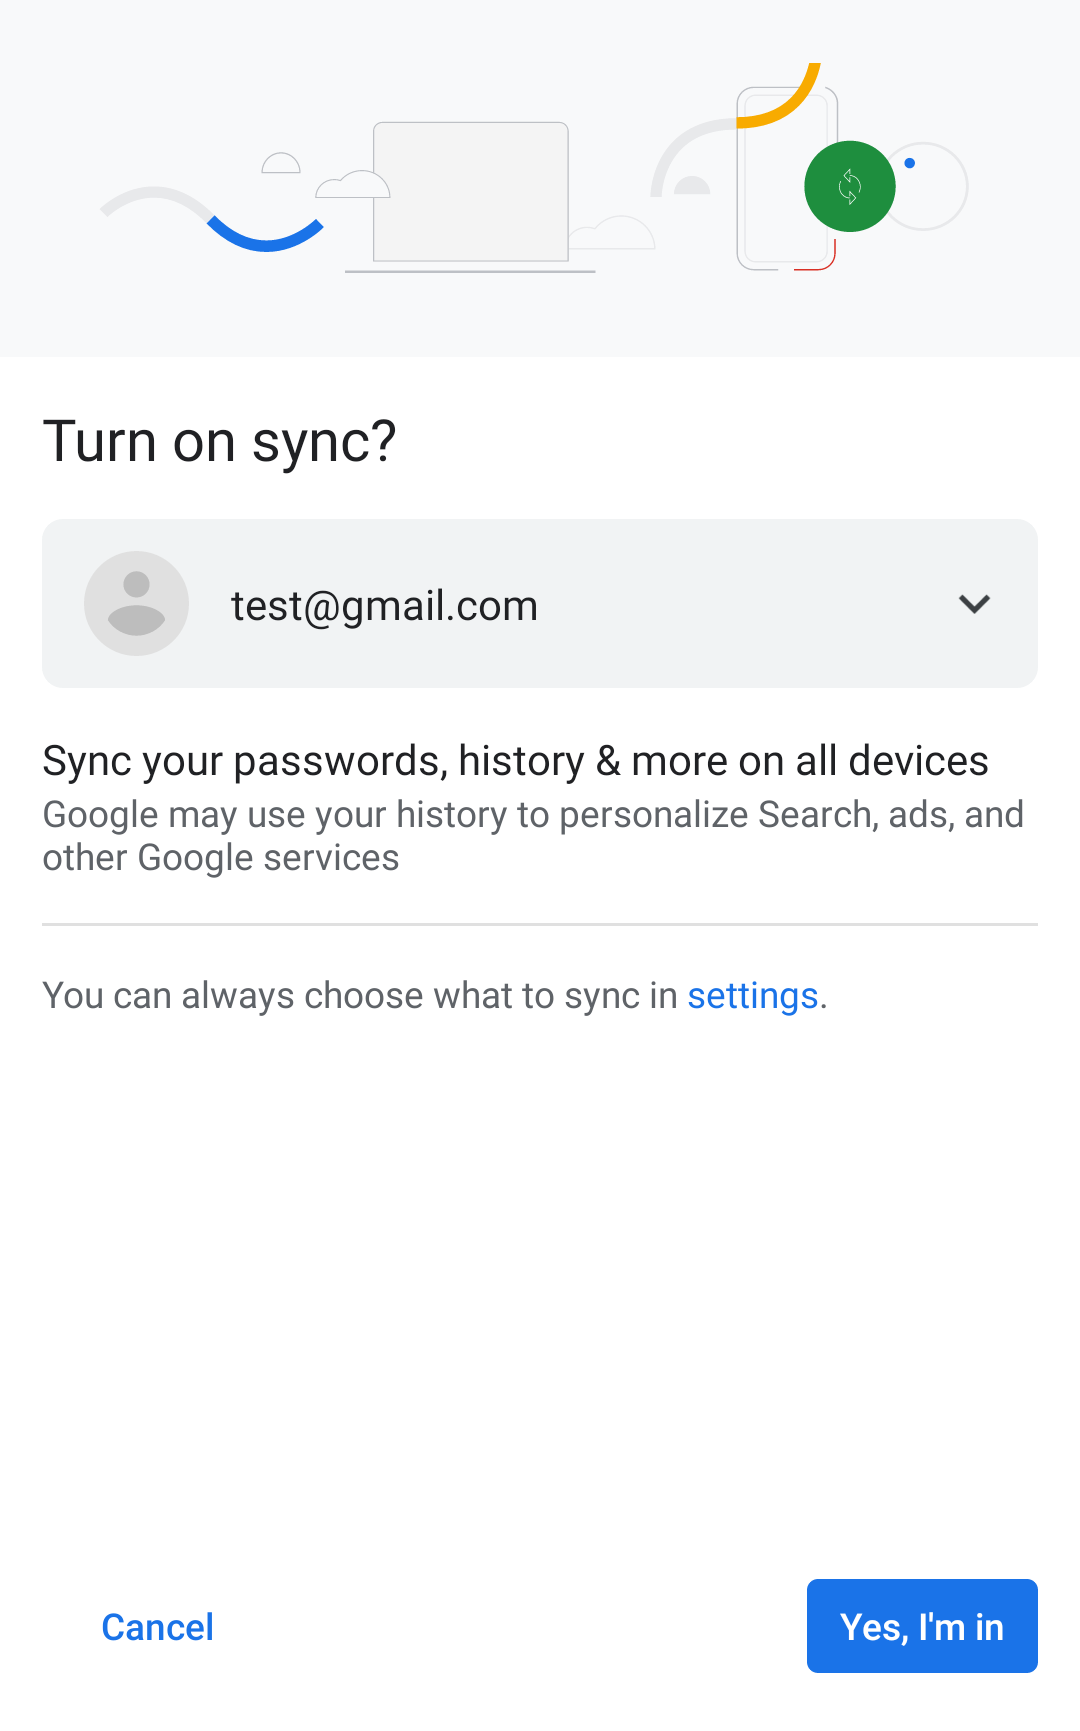 Turn on sync?
test@gmail.com
Sync your passwords, history & more on all devices
Google may use your history to personalize Search, ads, and
other Google services
You can always choose what to sync in settings.
Cancel
Yes, I'm in